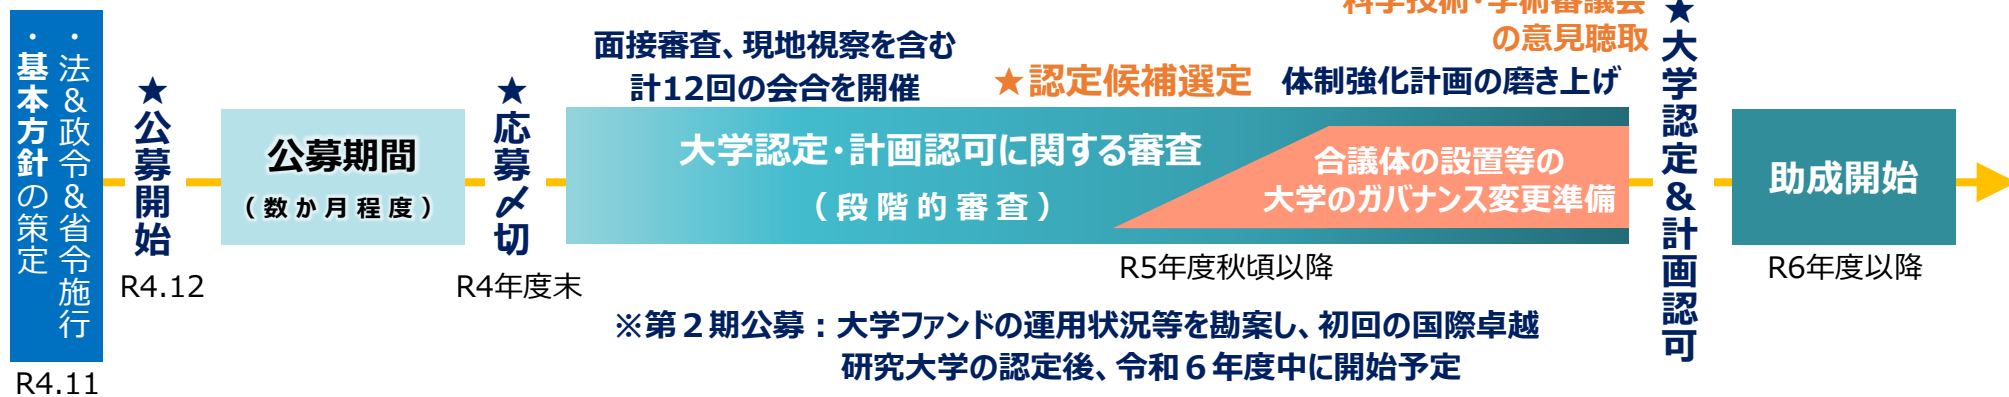 ・法&政令&省令施行
・基本方針の策定
R4.11
★公募開始
R4.12
公募期間
（数か月程度）
★応募〆切
R4年度末
面接審査、現地視察を含む
計12回の会合を開催
★認定候補選定
体制強化計画の磨き上げ
科学技術・学術審議会
の意見聴取
大学認定・計画認可に関する審査
（段階的審査）
合議体の設置等の
大学のガバナンス変更準備
R5年度秋頃以降
★大学認定&計画認可
助成開始
R6年度以降
※第２期公募：大学ファンドの運用状況等を勘案し、初回の国際卓越
研究大学の認定後、令和６年度中に開始予定